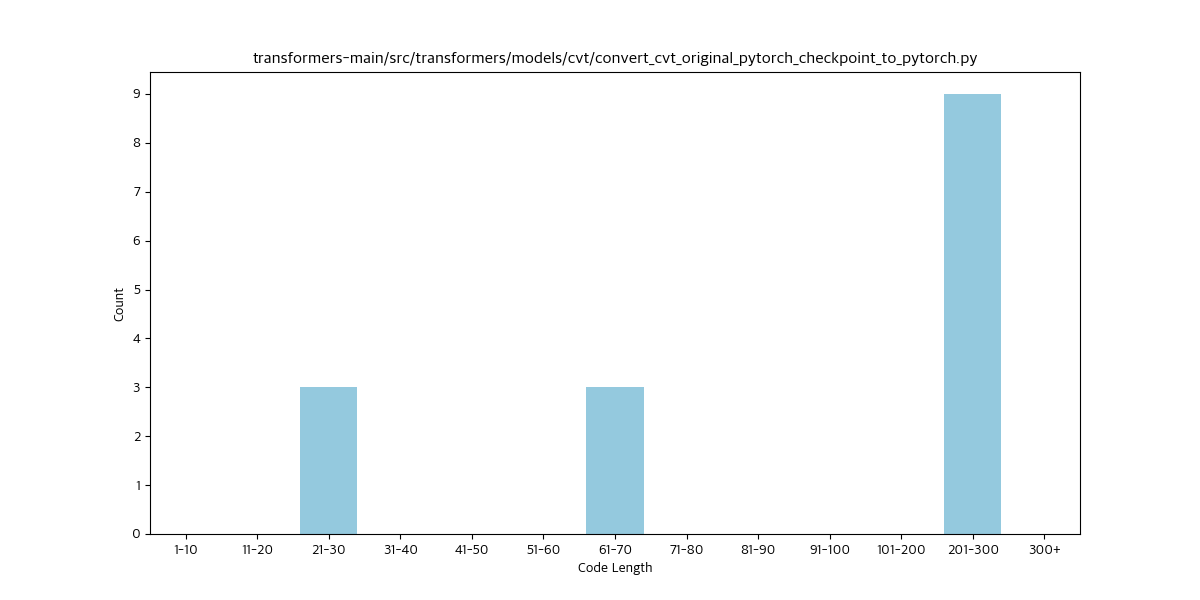 transformers-main/src/transformers/models/cvt/convert_cvt_original_pytorch_checkpoint_to_pytorch.py
9
8
7
6
5
4
3
2
1
0
Count
1-10 11-20 21-30 31-40 41-50 51-60 61-70 71-80 81-90 91-100 101-200 201-300 300+
Code Length